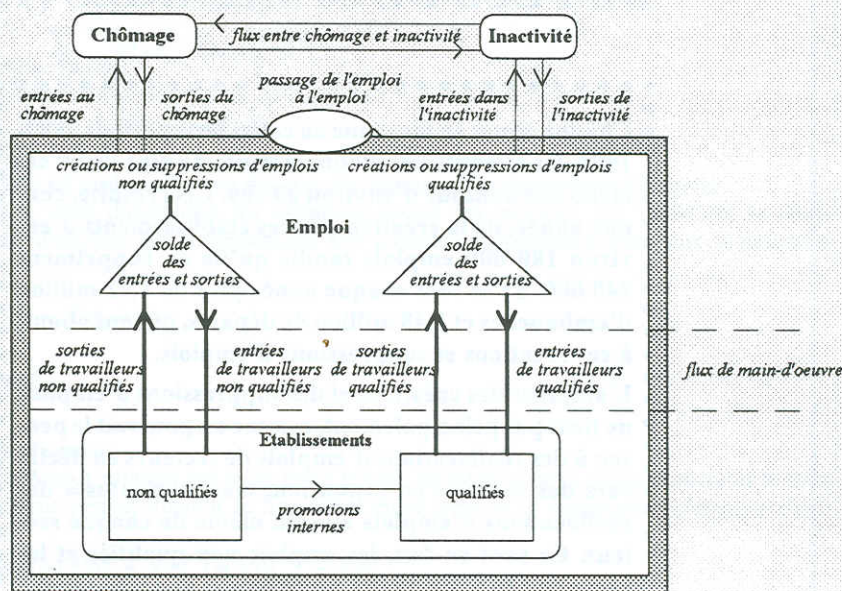 Chômage
flux entre chômage et inactivité
Inactivité
entrées au
chômage
sorties du
chômage
passage de l'emploi
à l'emploi
entrées dans
l'inactivité
sorties de
l'inactivité
créations ou suppressions d'emplois
non qualifiés
créations ou suppressions d'emplois
qualifiés
Emploi
solde
des
entrées et sorties
solde
des
entrées et sorties
sorties
de travailleurs
non qualifiés
entrées
de travailleurs
non qualifiés
sorties
de travailleurs
qualifiés
entrées
de travailleurs
qualifiés
flux de main-d'oeuvre
Etablissements
non qualifiés
qualifiés
promotions
internes